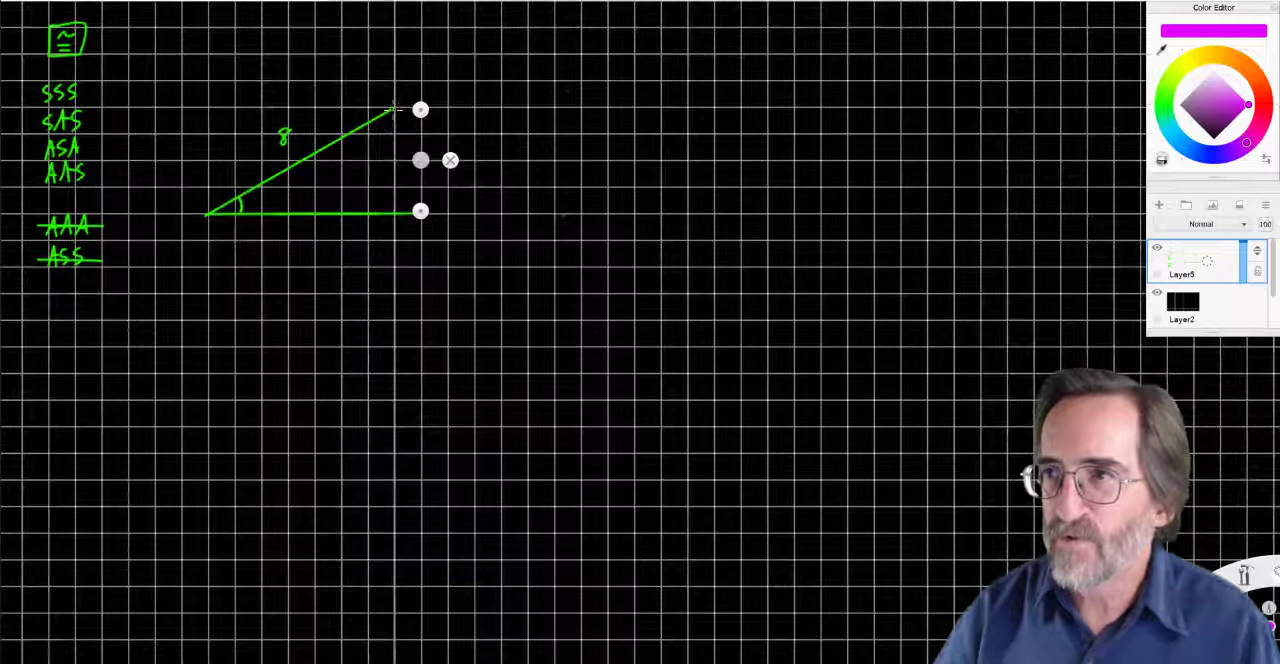 ≅
SSS
SAS
ASA
AAS
AAA
ASS
8
Color Editor
Normal
100
Layer5
Layer2